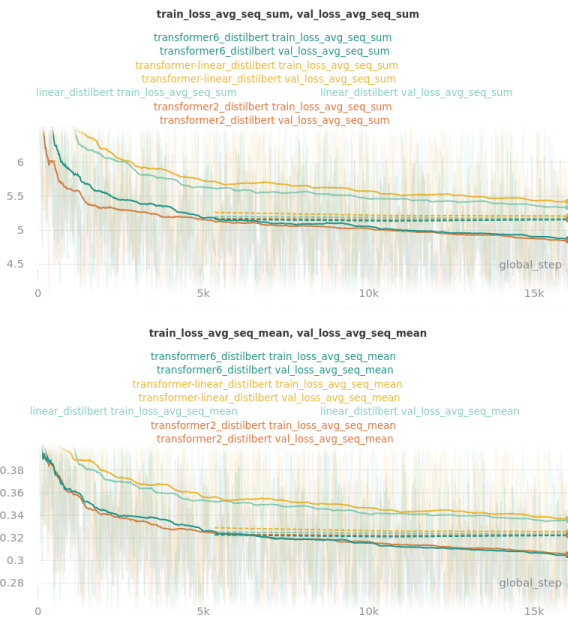 train_loss_avg_seq_sum, val_loss_avg_seq_sum
transformer6_distilbert train_loss_avg_seq_sum
transformer6_distilbert val_loss_avg_seq_sum
transformer-linear_distilbert train_loss_avg_seq_sum
transformer-linear_distilbert val_loss_avg_seq_sum
linear_distilbert train_loss_avg_seq_sum linear_distilbert val_loss_avg_seq_sum
transformer2_distilbert train_loss_avg_seq_sum
transformer2_distilbert val_loss_avg_seq_sum
6
5.5
5
4.5
global_step
0 5k 10k 15k
train_loss_avg_seq_mean, val_loss_avg_seq_mean
transformer6_distilbert train_loss_avg_seq_mean
transformer6_distilbert val_loss_avg_seq_mean
transformer-linear_distilbert train_loss_avg_seq_mean
transformer-linear_distilbert val_loss_avg_seq_mean
linear_distilbert train_loss_avg_seq_mean linear_distilbert val_loss_avg_seq_mean
transformer2_distilbert train_loss_avg_seq_mean
transformer2_distilbert val_loss_avg_seq_mean
0.38
0.36
0.34
0.32
0.3
0.28
global_step
0 5k 10k 15k